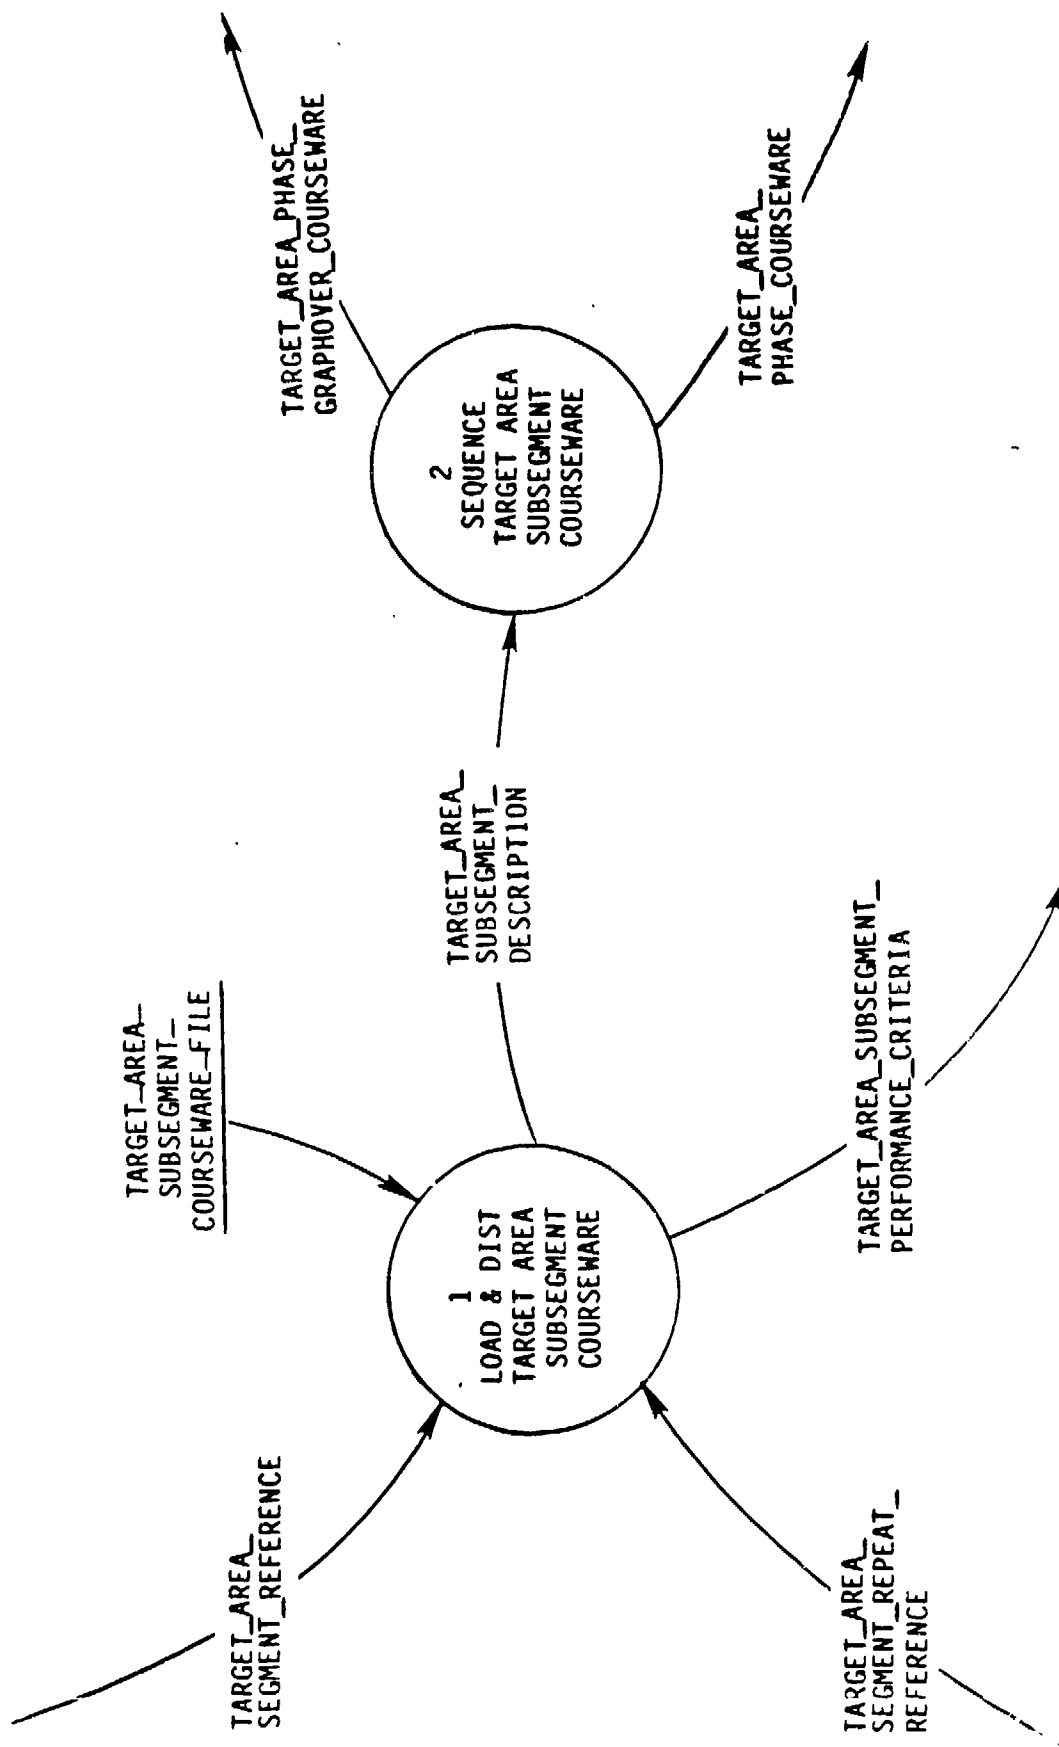 TARGET_AREA_
SEGMENT_REFERENCE
TARGET_AREA_
SUBSEGMENT_
COURSEWARE_FILE
TARGET_AREA_PHASE_
GRAPHOVER_COURSEWARE
1
LOAD & DIST
TARGET AREA
SUBSEGMENT
COURSEWARE
TARGET_AREA_
SUBSEGMENT_
DESCRIPTION
2
SEQUENCE
TARGET AREA
SUBSEGMENT
COURSEWARE
TARGET_AREA_
SEGMENT_REPEAT_
REFERENCE
TARGET_AREA_SUBSEGMENT_
PERFORMANCE_CRITERIA
TARGET_AREA_
PHASE_COURSEWARE